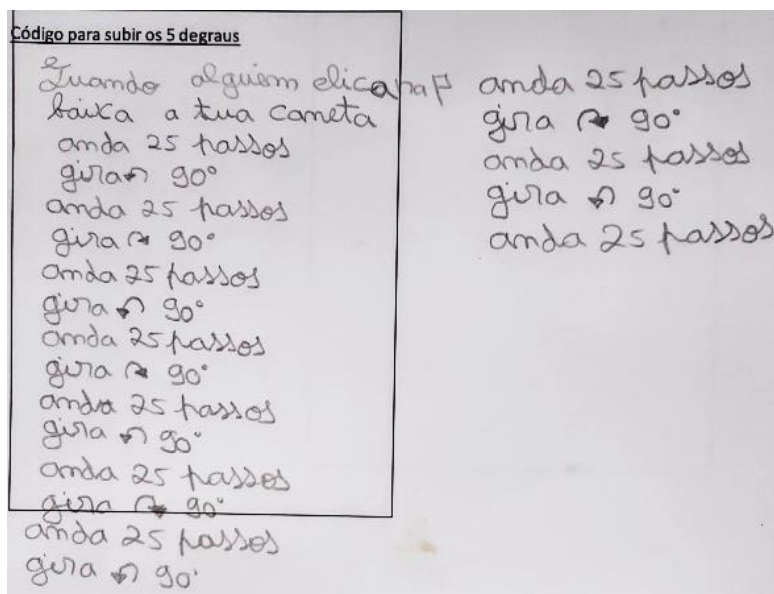 Código para subir os 5 degraus
Quando alguém clica na
baixa a tua caneta
anda 25 passos
gira ↶ 90°
anda 25 passos
gira ↷ 90°
anda 25 passos
gira ↶ 90°
anda 25 passos
gira ↷ 90°
anda 25 passos
gira ↶ 90°
anda 25 passos
gira ↷ 90°
anda 25 passos
gira ↶ 90°
anda 25 passos
gira ↷ 90°
anda 25 passos
gira ↶ 90°
anda 25 passos